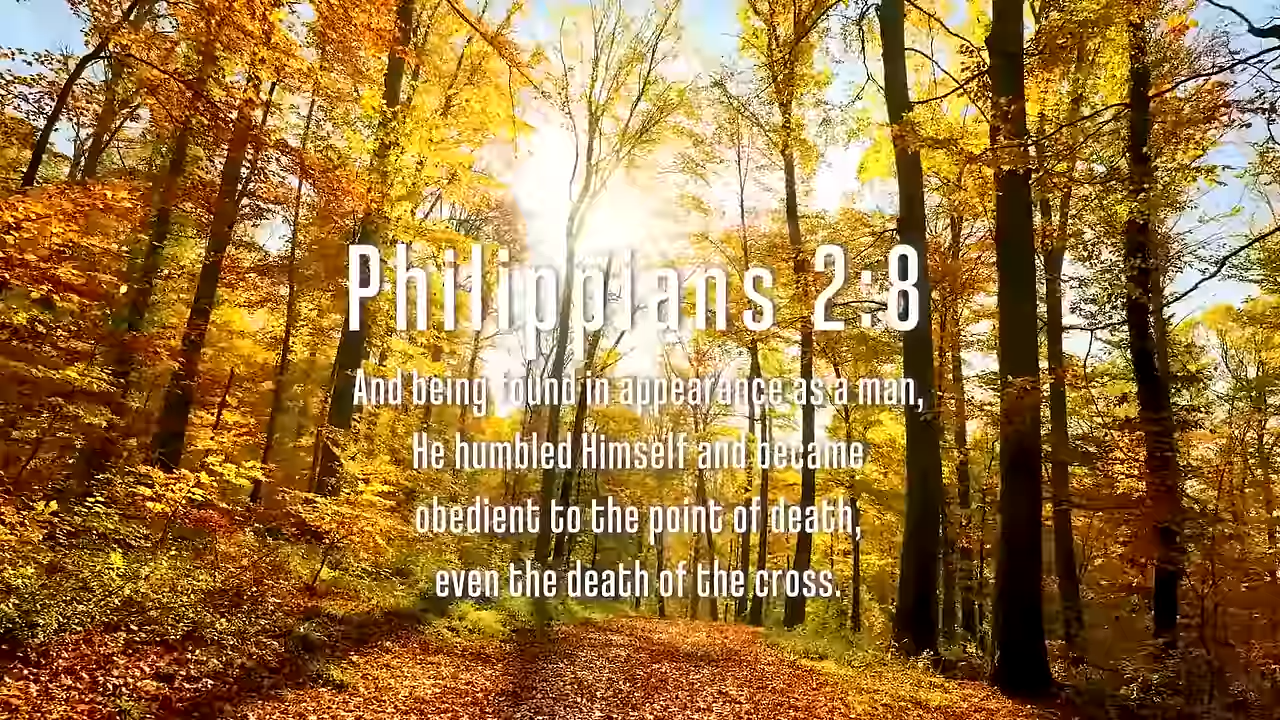 Philippians 2:8
And being found in appearance as a man,
He humbled Himself and became
obedient to the point of death,
even the death of the cross.